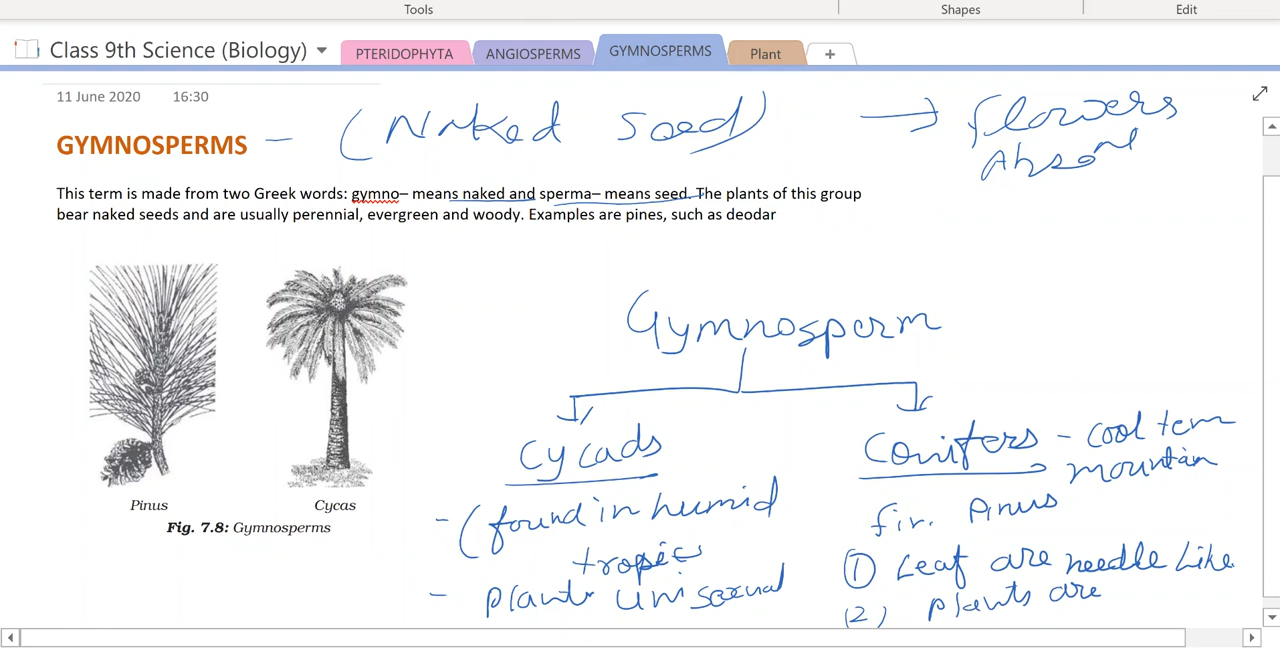 Tools Shapes Edit
Class 9th Science (Biology) PTERIDOPHYTA ANGIOSPERMS GYMNOSPERMS Plant +
11 June 2020 16:30
GYMNOSPERMS - (Naked Seed) → flowers
Absent
This term is made from two Greek words: gymno– means naked and sperma– means seed. The plants of this group
bear naked seeds and are usually perennial, evergreen and woody. Examples are pines, such as deodar
Gymnosperm
Cycads
Conifers - cool tem
mountain
Pinus Cycas
Fig. 7.8: Gymnosperms
- (found in humid
tropic
- Plant Unisexual
fir. Pinus
① Leaf are needle like
(2) Plants are